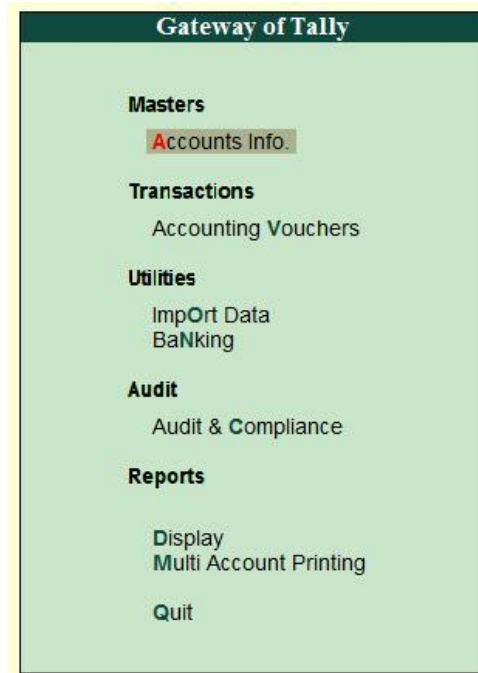 Gateway of Tally
Masters
Accounts Info.
Transactions
Accounting Vouchers
Utilities
ImpOrt Data
BaNking
Audit
Audit & Compliance
Reports
Display
Multi Account Printing
Quit